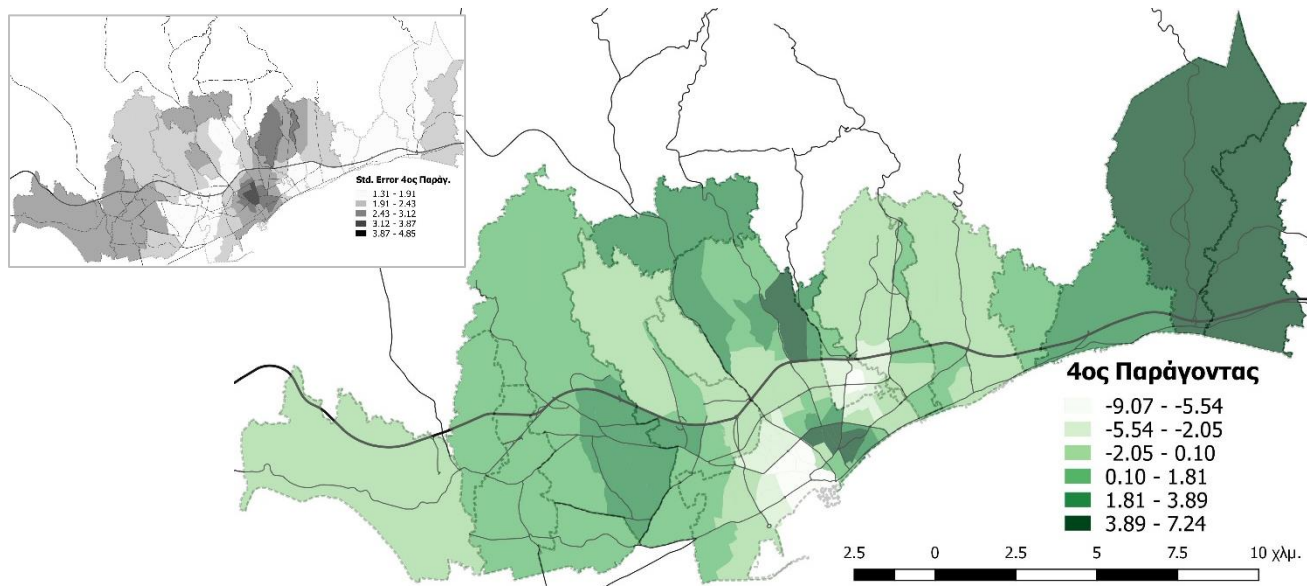 Std. Error 4ος Παράγ.
1.31 - 1.91
1.91 - 2.43
2.43 - 3.12
3.12 - 3.87
3.87 - 4.85
4ος Παράγοντας
-9.07 - -5.54
-5.54 - -2.05
-2.05 - 0.10
0.10 - 1.81
1.81 - 3.89
3.89 - 7.24
2.5 0 2.5 5 7.5 10 χλμ.